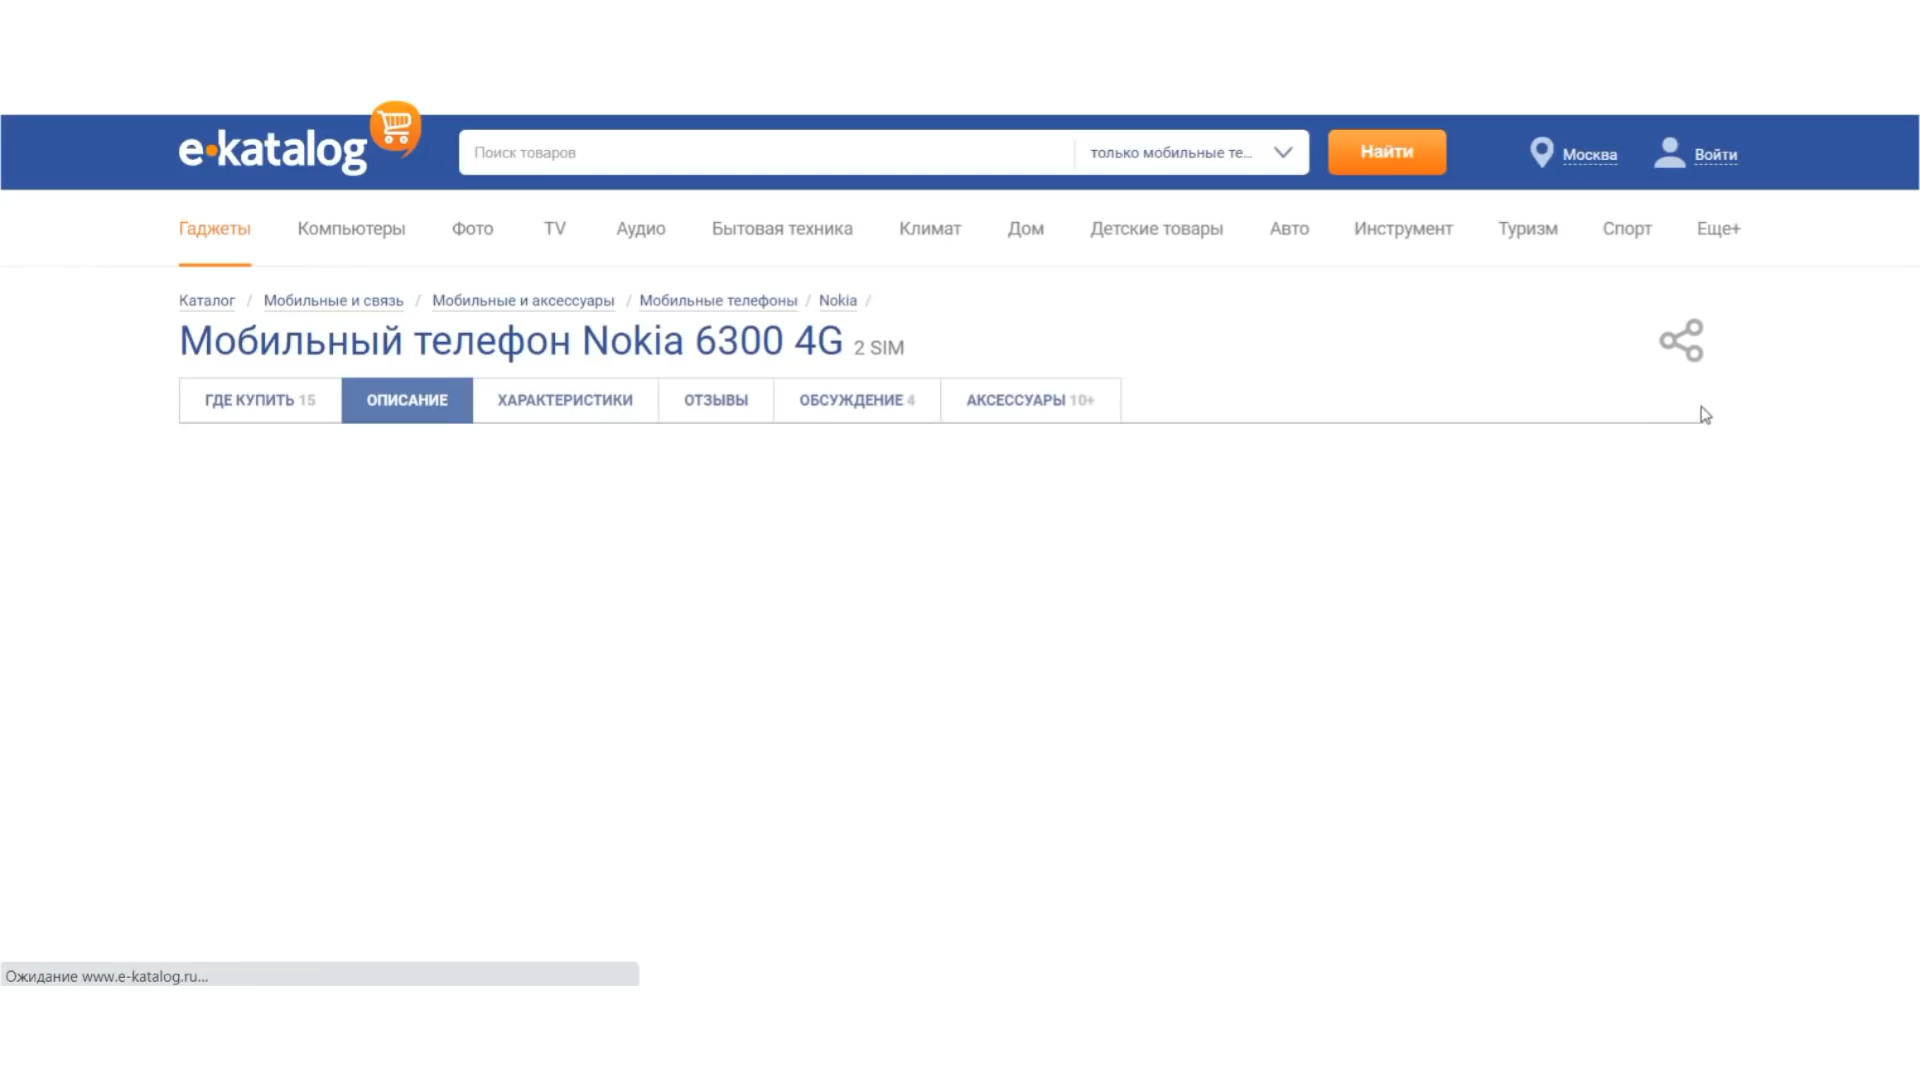 e·katalog
Поиск товаров
только мобильные те...
Найти
Москва
Войти
Гаджеты Компьютеры Фото TV Аудио Бытовая техника Климат Дом Детские товары Авто Инструмент Туризм Спорт Еще+
Каталог / Мобильные и связь / Мобильные и аксессуары / Мобильные телефоны / Nokia /
Мобильный телефон Nokia 6300 4G 2 SIM
ГДЕ КУПИТЬ 15 ОПИСАНИЕ ХАРАКТЕРИСТИКИ ОТЗЫВЫ ОБСУЖДЕНИЕ 4 АКСЕССУАРЫ 10+
Ожидание www.e-katalog.ru...